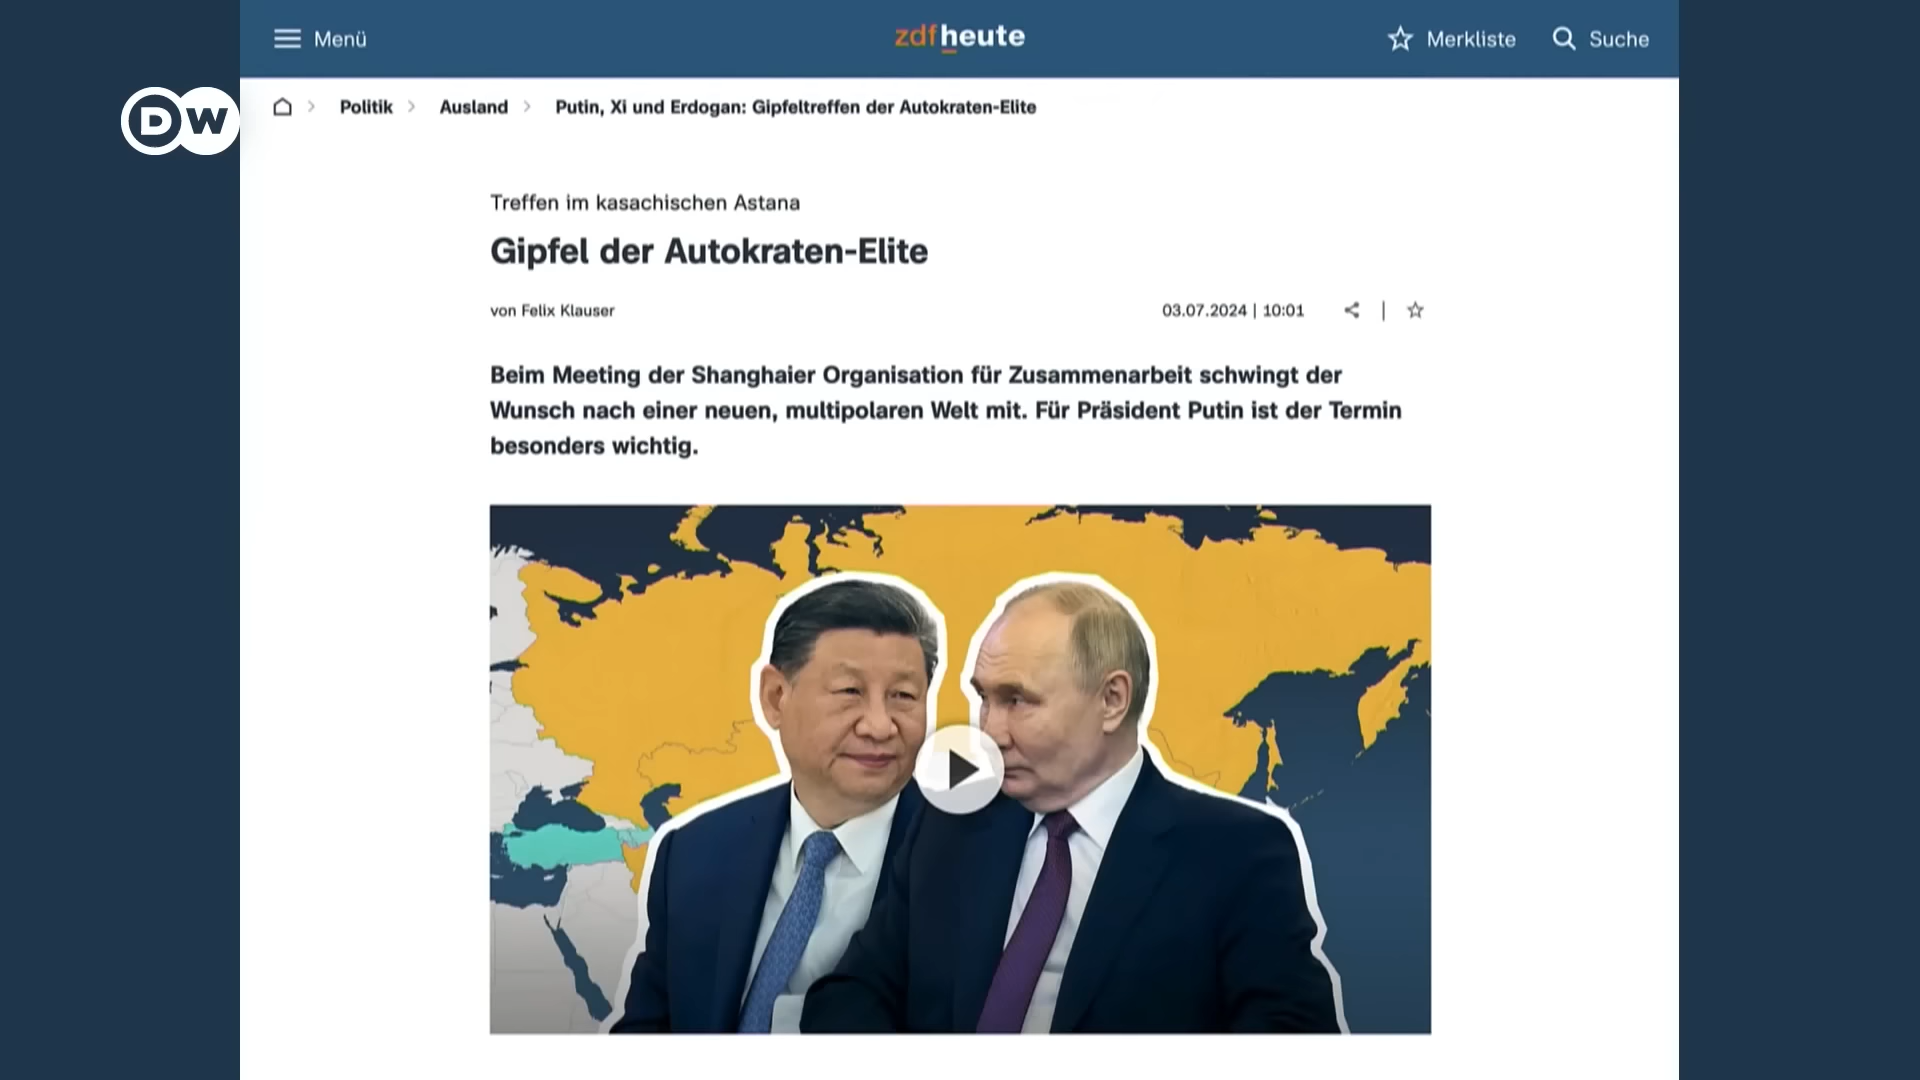 Menü
zdfheute
Merkliste
Suche
DW
Politik
Ausland
Putin, Xi und Erdogan: Gipfeltreffen der Autokraten-Elite
Treffen im kasachischen Astana
Gipfel der Autokraten-Elite
von Felix Klauser
03.07.2024 | 10:01
Beim Meeting der Shanghaier Organisation für Zusammenarbeit schwingt der
Wunsch nach einer neuen, multipolaren Welt mit. Für Präsident Putin ist der Termin
besonders wichtig.